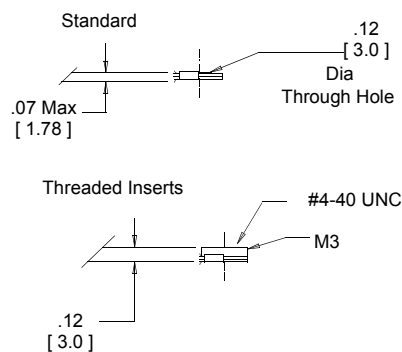 Standard
.12
[ 3.0 ]
Dia
Through Hole
.07 Max
[ 1.78 ]
Threaded Inserts
#4-40 UNC
M3
.12
[ 3.0 ]